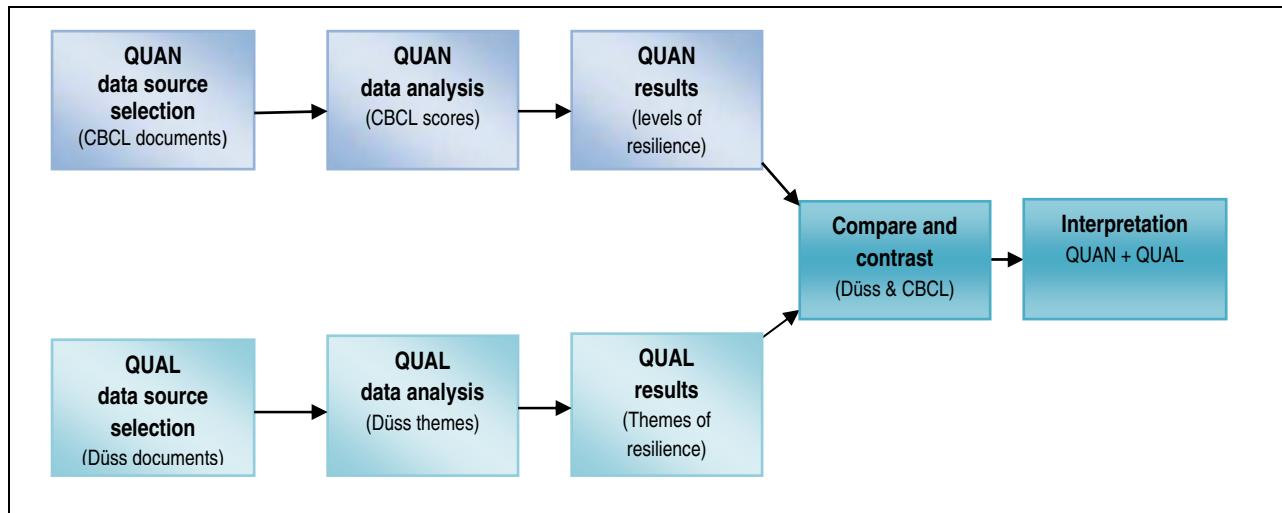 QUAN
data source
selection
(CBCL documents)
QUAN
data analysis
(CBCL scores)
QUAN
results
(levels of
resilience)
Compare and
contrast
(Düss & CBCL)
Interpretation
QUAN + QUAL
QUAL
data source
selection
(Düss documents)
QUAL
data analysis
(Düss themes)
QUAL
results
(Themes of
resilience)